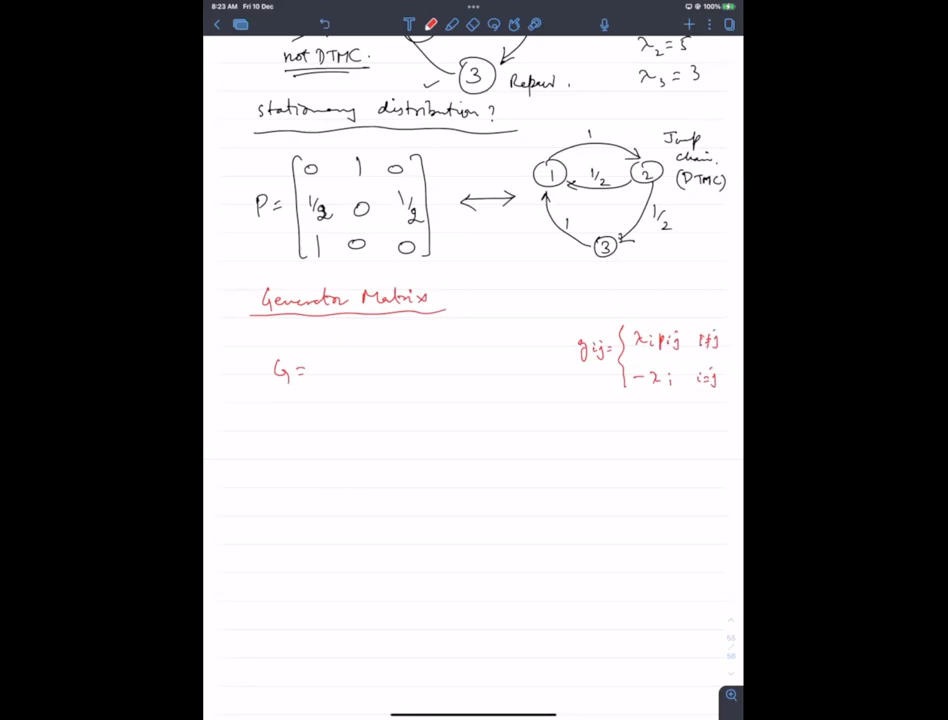 8:23 AM Fri 10 Dec
100%
not DTMC.
3
Repair.
λ₂ = 5
λ₃ = 3
stationary distribution?
P = [ 0 1 0
1/2 0 1/2
1 0 0 ]
1
1 1/2 2
Jump chain. (DTMC)
1 1/2
3
Generator Matrix
gij = { λi pij i≠j
-λi i=j
G =
55
58